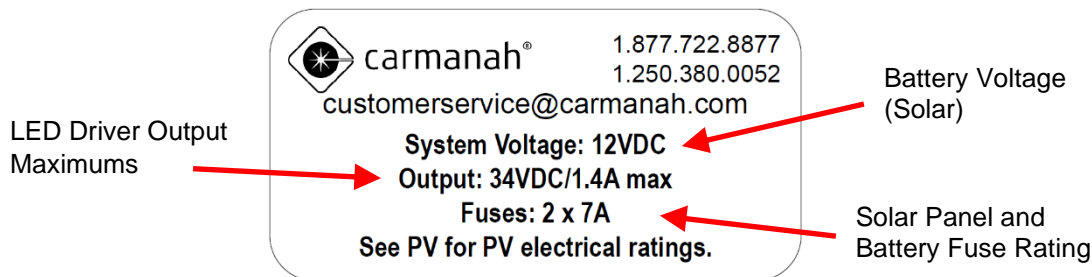 carmanah®
1.877.722.8877
1.250.380.0052
customerservice@carmanah.com
System Voltage: 12VDC
Output: 34VDC/1.4A max
Fuses: 2 x 7A
See PV for PV electrical ratings.
LED Driver Output
Maximums
Battery Voltage
(Solar)
Solar Panel and
Battery Fuse Rating